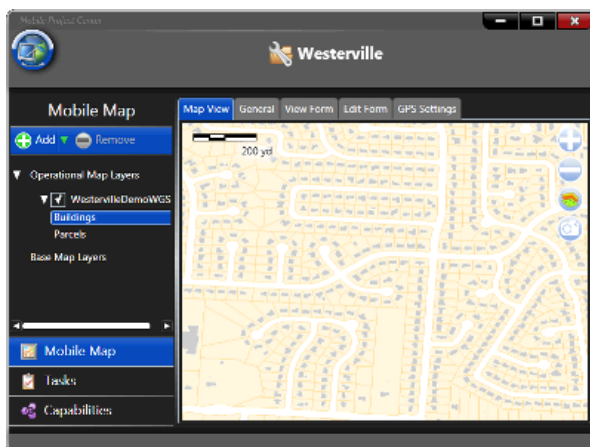 Mobile Project Center
Westerville
Mobile Map
Map View General View Form Edit Form GPS Settings
Add Remove
200 yd
Operational Map Layers
WestervilleDemoWGS
Buildings
Parcels
Base Map Layers
Mobile Map
Tasks
Capabilities